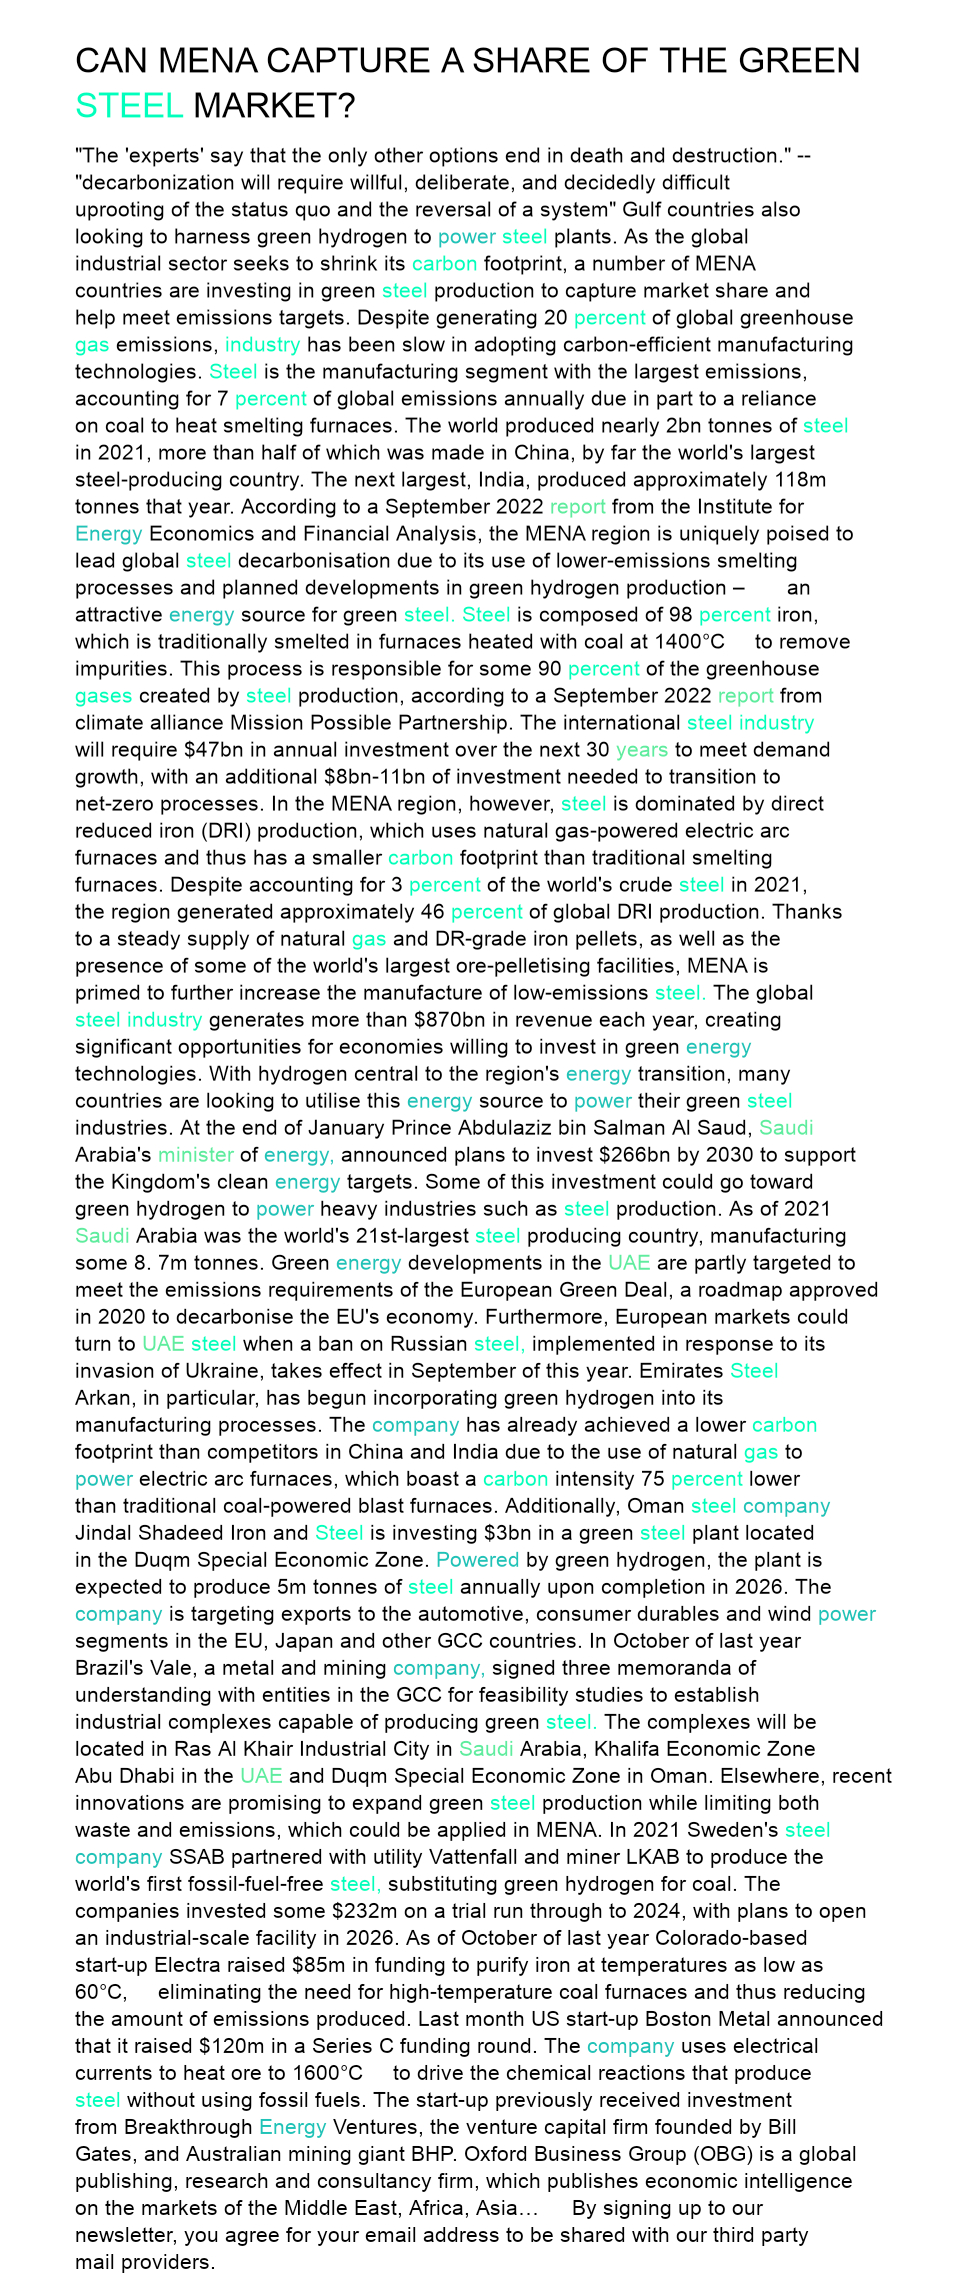 CAN MENA CAPTURE A SHARE OF THE GREEN
STEEL MARKET?
"The 'experts' say that the only other options end in death and destruction." --
"decarbonization will require willful, deliberate, and decidedly difficult
uprooting of the status quo and the reversal of a system" Gulf countries also
looking to harness green hydrogen to power steel plants. As the global
industrial sector seeks to shrink its carbon footprint, a number of MENA
countries are investing in green steel production to capture market share and
help meet emissions targets. Despite generating 20 percent of global greenhouse
gas emissions, industry has been slow in adopting carbon-efficient manufacturing
technologies. Steel is the manufacturing segment with the largest emissions,
accounting for 7 percent of global emissions annually due in part to a reliance
on coal to heat smelting furnaces. The world produced nearly 2bn tonnes of steel
in 2021, more than half of which was made in China, by far the world's largest
steel-producing country. The next largest, India, produced approximately 118m
tonnes that year. According to a September 2022 report from the Institute for
Energy Economics and Financial Analysis, the MENA region is uniquely poised to
lead global steel decarbonisation due to its use of lower-emissions smelting
processes and planned developments in green hydrogen production – an
attractive energy source for green steel. Steel is composed of 98 percent iron,
which is traditionally smelted in furnaces heated with coal at 1400°C to remove
impurities. This process is responsible for some 90 percent of the greenhouse
gases created by steel production, according to a September 2022 report from
climate alliance Mission Possible Partnership. The international steel industry
will require $47bn in annual investment over the next 30 years to meet demand
growth, with an additional $8bn-11bn of investment needed to transition to
net-zero processes. In the MENA region, however, steel is dominated by direct
reduced iron (DRI) production, which uses natural gas-powered electric arc
furnaces and thus has a smaller carbon footprint than traditional smelting
furnaces. Despite accounting for 3 percent of the world's crude steel in 2021,
the region generated approximately 46 percent of global DRI production. Thanks
to a steady supply of natural gas and DR-grade iron pellets, as well as the
presence of some of the world's largest ore-pelletising facilities, MENA is
primed to further increase the manufacture of low-emissions steel. The global
steel industry generates more than $870bn in revenue each year, creating
significant opportunities for economies willing to invest in green energy
technologies. With hydrogen central to the region's energy transition, many
countries are looking to utilise this energy source to power their green steel
industries. At the end of January Prince Abdulaziz bin Salman Al Saud, Saudi
Arabia's minister of energy, announced plans to invest $266bn by 2030 to support
the Kingdom's clean energy targets. Some of this investment could go toward
green hydrogen to power heavy industries such as steel production. As of 2021
Saudi Arabia was the world's 21st-largest steel producing country, manufacturing
some 8. 7m tonnes. Green energy developments in the UAE are partly targeted to
meet the emissions requirements of the European Green Deal, a roadmap approved
in 2020 to decarbonise the EU's economy. Furthermore, European markets could
turn to UAE steel when a ban on Russian steel, implemented in response to its
invasion of Ukraine, takes effect in September of this year. Emirates Steel
Arkan, in particular, has begun incorporating green hydrogen into its
manufacturing processes. The company has already achieved a lower carbon
footprint than competitors in China and India due to the use of natural gas to
power electric arc furnaces, which boast a carbon intensity 75 percent lower
than traditional coal-powered blast furnaces. Additionally, Oman steel company
Jindal Shadeed Iron and Steel is investing $3bn in a green steel plant located
in the Duqm Special Economic Zone. Powered by green hydrogen, the plant is
expected to produce 5m tonnes of steel annually upon completion in 2026. The
company is targeting exports to the automotive, consumer durables and wind power
segments in the EU, Japan and other GCC countries. In October of last year
Brazil's Vale, a metal and mining company, signed three memoranda of
understanding with entities in the GCC for feasibility studies to establish
industrial complexes capable of producing green steel. The complexes will be
located in Ras Al Khair Industrial City in Saudi Arabia, Khalifa Economic Zone
Abu Dhabi in the UAE and Duqm Special Economic Zone in Oman. Elsewhere, recent
innovations are promising to expand green steel production while limiting both
waste and emissions, which could be applied in MENA. In 2021 Sweden's steel
company SSAB partnered with utility Vattenfall and miner LKAB to produce the
world's first fossil-fuel-free steel, substituting green hydrogen for coal. The
companies invested some $232m on a trial run through to 2024, with plans to open
an industrial-scale facility in 2026. As of October of last year Colorado-based
start-up Electra raised $85m in funding to purify iron at temperatures as low as
60°C, eliminating the need for high-temperature coal furnaces and thus reducing
the amount of emissions produced. Last month US start-up Boston Metal announced
that it raised $120m in a Series C funding round. The company uses electrical
currents to heat ore to 1600°C to drive the chemical reactions that produce
steel without using fossil fuels. The start-up previously received investment
from Breakthrough Energy Ventures, the venture capital firm founded by Bill
Gates, and Australian mining giant BHP. Oxford Business Group (OBG) is a global
publishing, research and consultancy firm, which publishes economic intelligence
on the markets of the Middle East, Africa, Asia… By signing up to our
newsletter, you agree for your email address to be shared with our third party
mail providers.